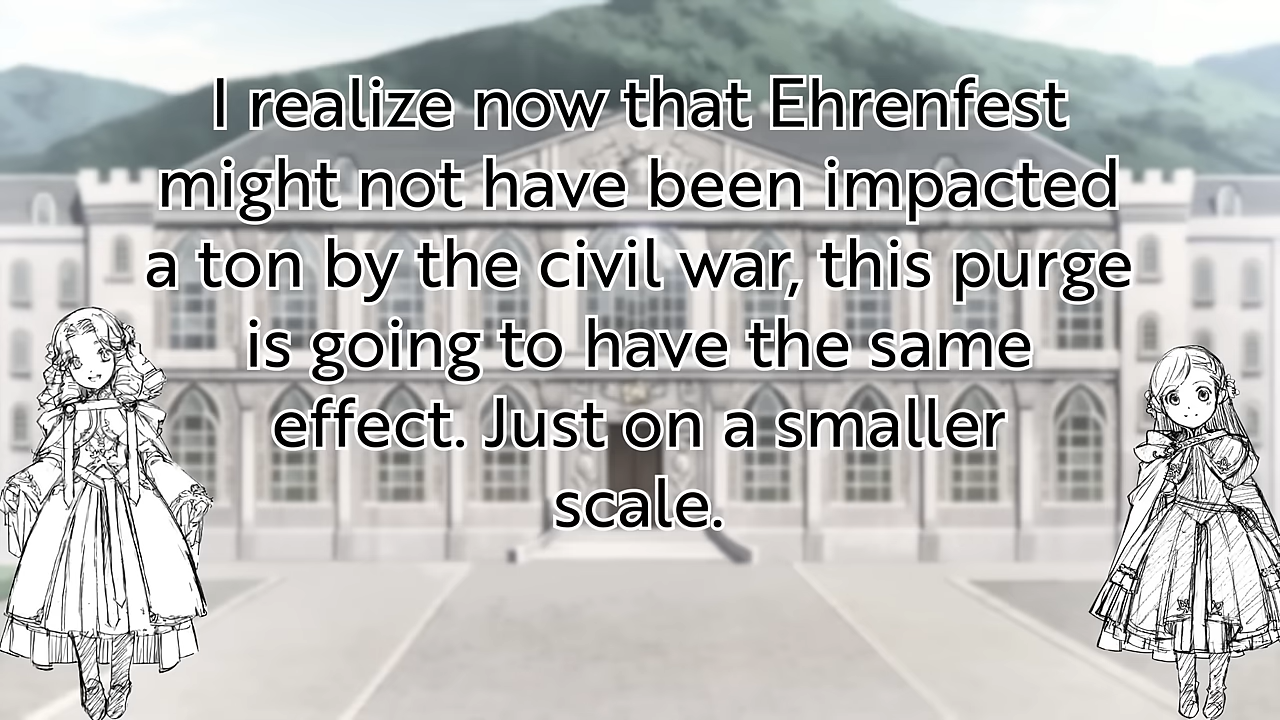 I realize now that Ehrenfest
might not have been impacted
a ton by the civil war, this purge
is going to have the same
effect. Just on a smaller
scale.